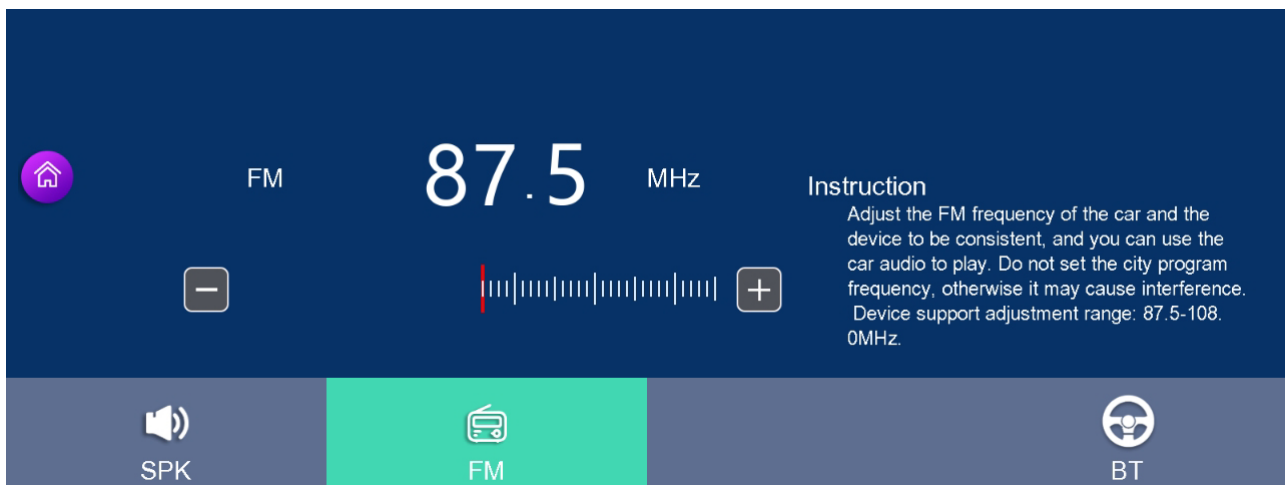 FM 87.5 MHz
Instruction
Adjust the FM frequency of the car and the
device to be consistent, and you can use the
car audio to play. Do not set the city program
frequency, otherwise it may cause interference.
Device support adjustment range: 87.5-108.
0MHz.
SPK
FM
BT